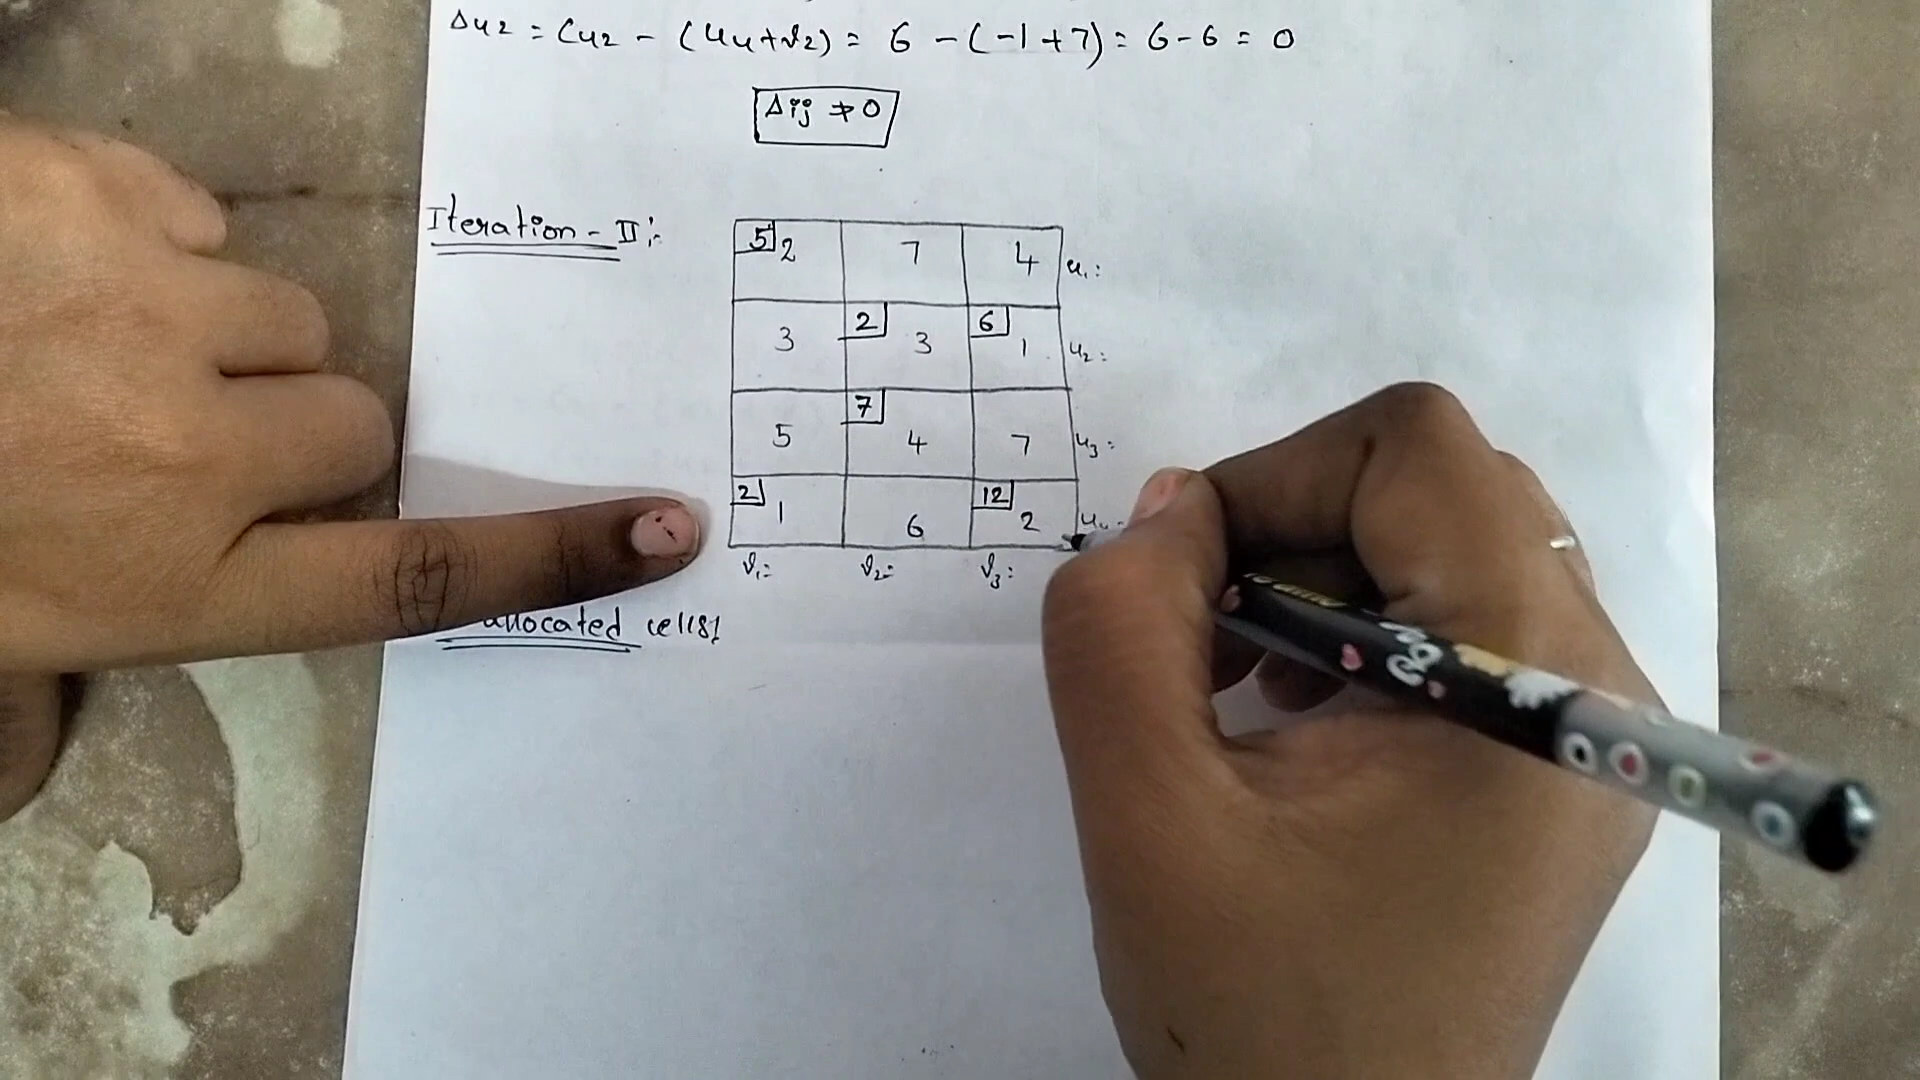 Δ42 = C42 - (u4+v2) = 6 - (-1+7) = 6-6 = 0
Δij ≯ 0
Iteration - II :-
5 2 7 4 u1 =
3 2 3 6 1 u2 =
5 7 4 7 u3 =
2 1 6 12 2 u4 =
v1 = v2 = v3 =
allocated cells: